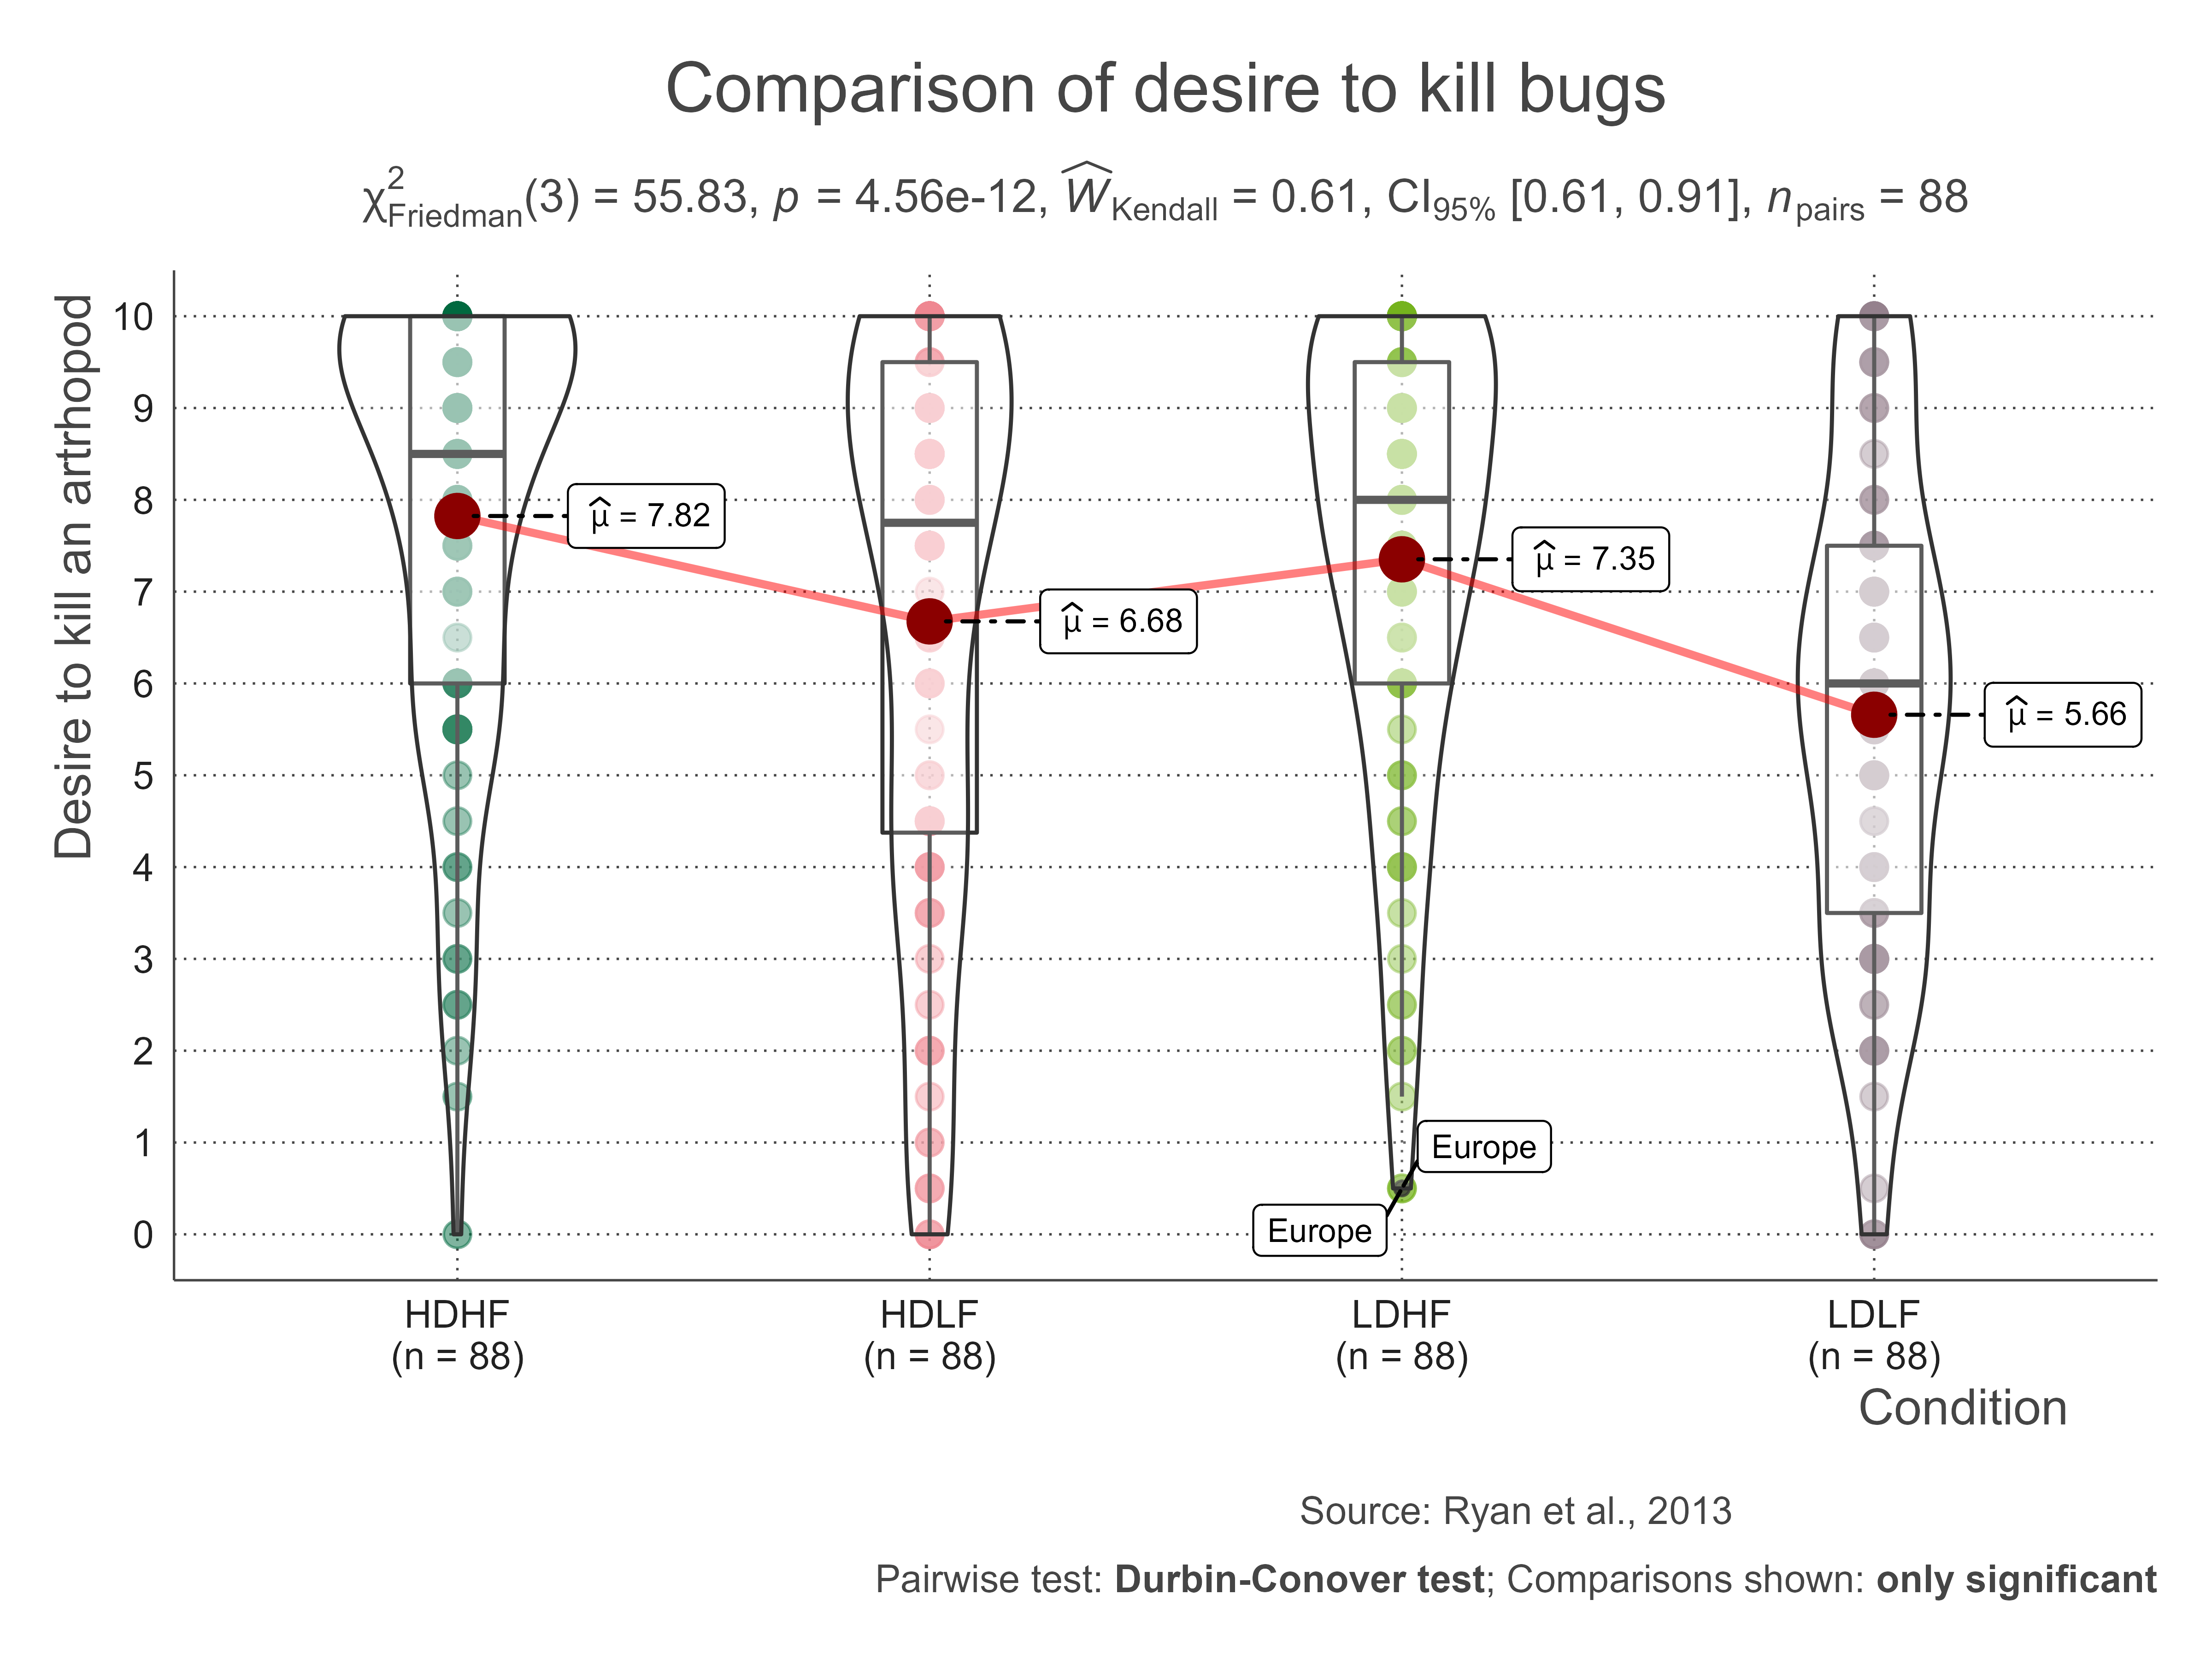 Comparison of desire to kill bugs
χ²Friedman(3) = 55.83, p = 4.56e-12, Ŵ Kendall = 0.61, CI95% [0.61, 0.91], npairs = 88
Desire to kill an artrhopod
10
9
8
7
6
5
4
3
2
1
0
μ̂ = 7.82
μ̂ = 6.68
μ̂ = 7.35
μ̂ = 5.66
Europe
Europe
HDHF
(n = 88)
HDLF
(n = 88)
LDHF
(n = 88)
LDLF
(n = 88)
Condition
Source: Ryan et al., 2013
Pairwise test: Durbin-Conover test; Comparisons shown: only significant